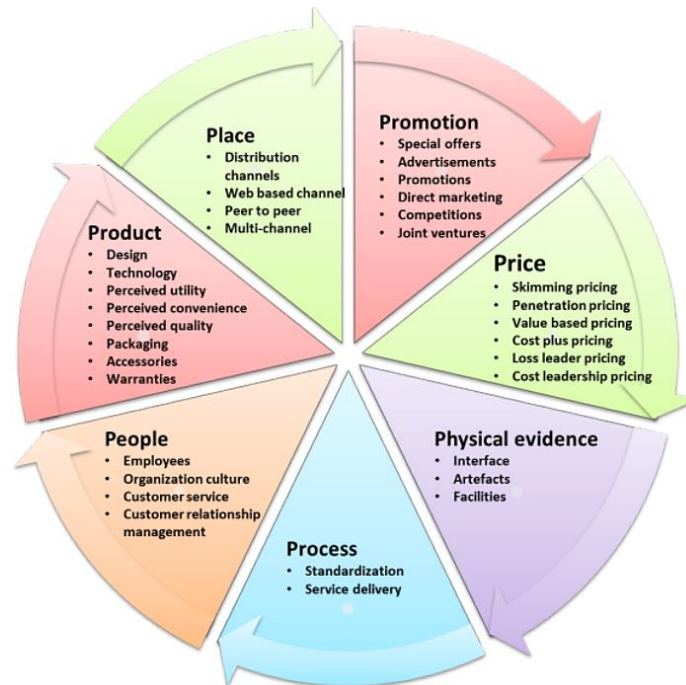 Place
• Distribution
channels
• Web based channel
• Peer to peer
• Multi-channel
Promotion
• Special offers
• Advertisements
• Promotions
• Direct marketing
• Competitions
• Joint ventures
Price
• Skimming pricing
• Penetration pricing
• Value based pricing
• Cost plus pricing
• Loss leader pricing
• Cost leadership pricing
Physical evidence
• Interface
• Artefacts
• Facilities
Process
• Standardization
• Service delivery
People
• Employees
• Organization culture
• Customer service
• Customer relationship
management
Product
• Design
• Technology
• Perceived utility
• Perceived convenience
• Perceived quality
• Packaging
• Accessories
• Warranties